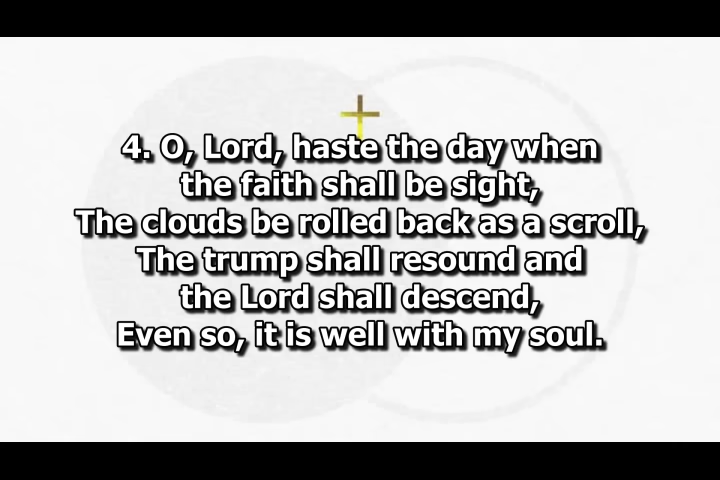 4. O, Lord, haste the day when
the faith shall be sight,
The clouds be rolled back as a scroll,
The trump shall resound and
the Lord shall descend,
Even so, it is well with my soul.